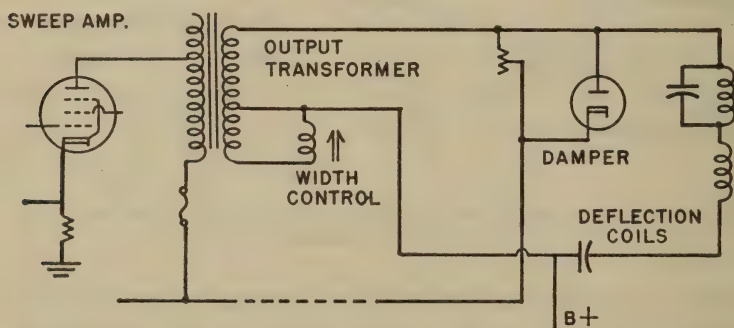 SWEEP AMP.
OUTPUT
TRANSFORMER
WIDTH
CONTROL
DAMPER
DEFLECTION
COILS
B+